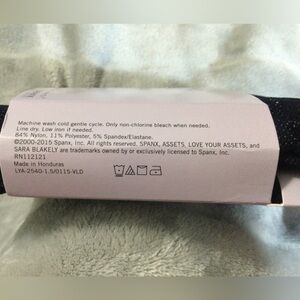 Machine wash cold gentle cycle. Only non-chlorine bleach when needed.
Line dry. Low iron if needed.
84% Nylon, 11% Polyester, 5% Spandex/Elastane.
©2000-2015 Spanx, Inc. All rights reserved. SPANX, ASSETS, LOVE YOUR ASSETS, and
SARA BLAKELY are trademarks owned by or exclusively licensed to Spanx, Inc.
RN112121
Made in Honduras
LYA-2540-1.5/0115-VLD